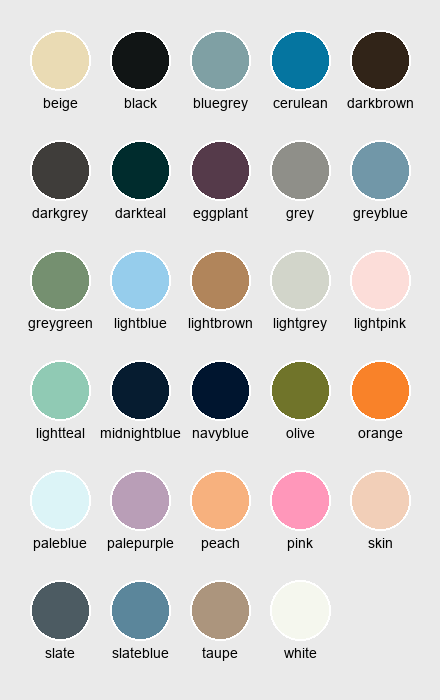 beige black bluegrey cerulean darkbrown
darkgrey darkteal eggplant grey greyblue
greygreen lightblue lightbrown lightgrey lightpink
lightteal midnightblue navyblue olive orange
paleblue palepurple peach pink skin
slate slateblue taupe white